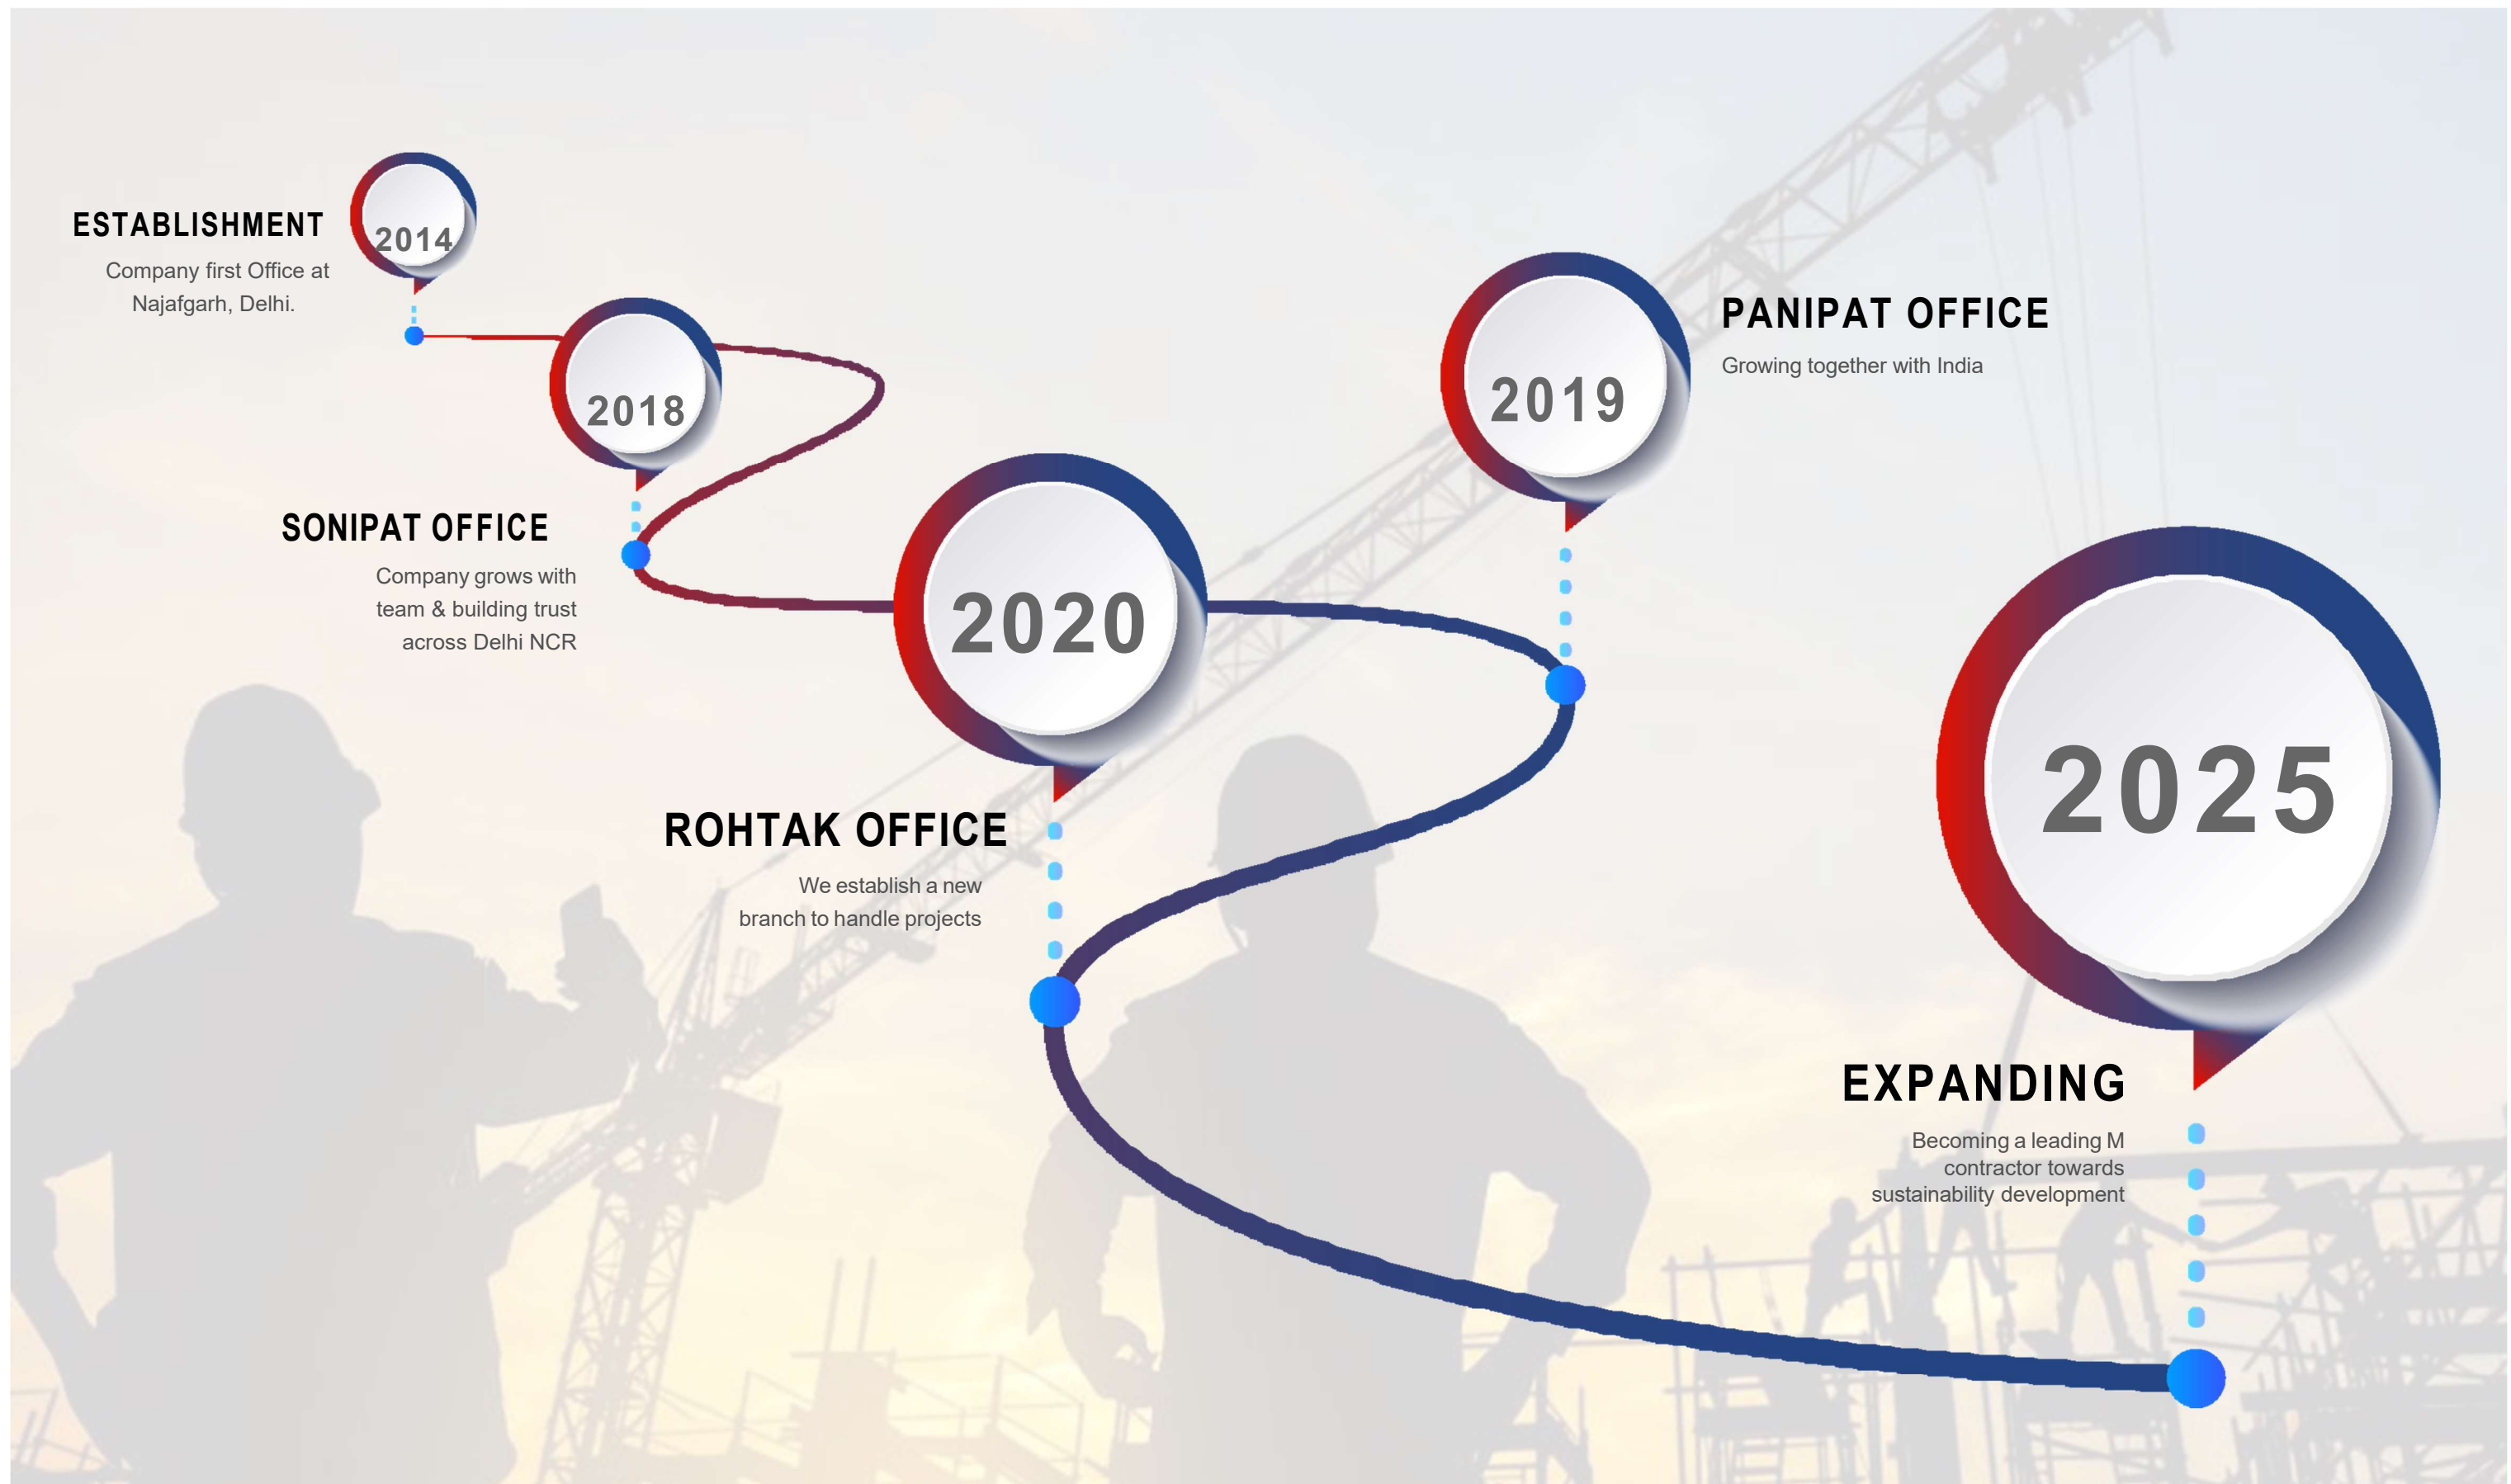 2014
ESTABLISHMENT
Company first Office at
Najafgarh, Delhi.
2018
SONIPAT OFFICE
Company grows with
team & building trust
across Delhi NCR
2019
PANIPAT OFFICE
Growing together with India
2020
ROHTAK OFFICE
We establish a new
branch to handle projects
2025
EXPANDING
Becoming a leading M
contractor towards
sustainability development